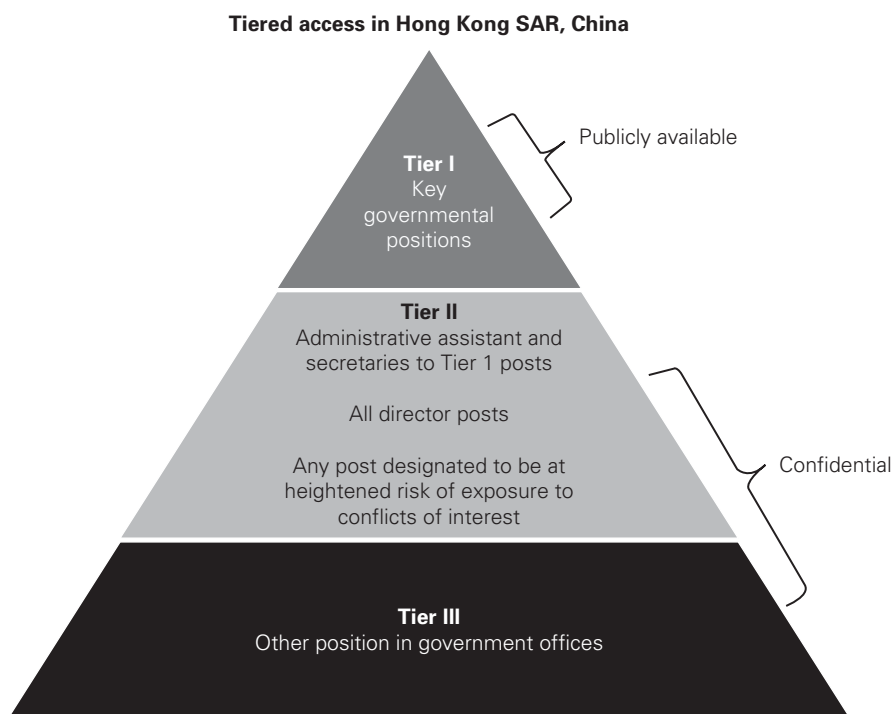 Tiered access in Hong Kong SAR, China
Publicly available
Tier I
Key
governmental
positions
Tier II
Administrative assistant and
secretaries to Tier 1 posts
All director posts
Any post designated to be at
heightened risk of exposure to
conflicts of interest
Confidential
Tier III
Other position in government offices